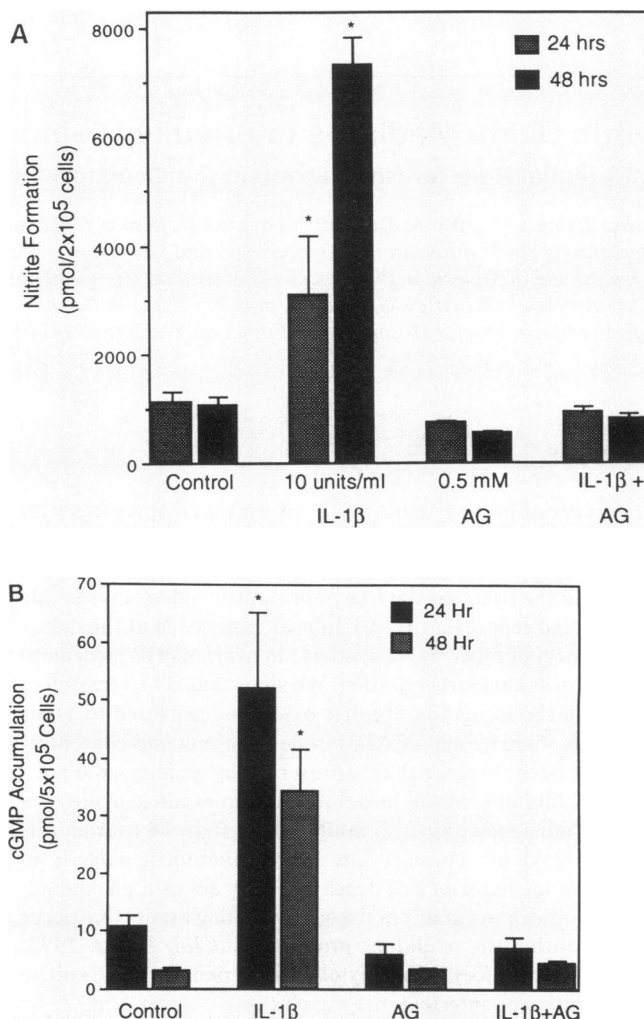 A
8000
*
24 hrs
48 hrs
6000
Nitrite Formation
(pmol/2x10⁵ cells)
4000
*
2000
0
Control
10 units/ml
0.5 mM
IL-1β +
IL-1β
AG
AG
B
70
*
24 Hr
48 Hr
60
50
*
cGMP Accumulation
(pmol/5x10⁵ Cells)
40
30
20
10
0
Control
IL-1β
AG
IL-1β+AG